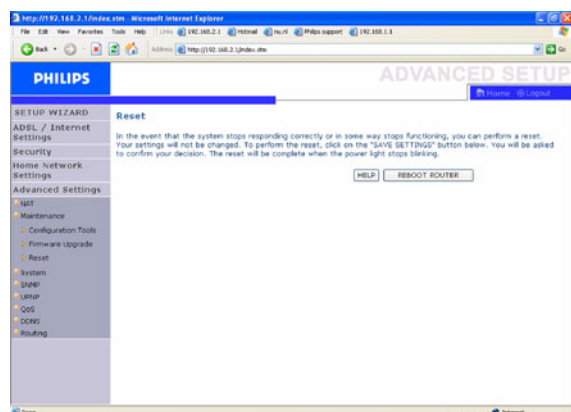 http://192.168.2.1/index.stm - Microsoft Internet Explorer
File Edit View Favorites Tools Help Links 192.168.2.1 Hotmail nu.nl Philips support 192.168.1.1
Back
Address http://192.168.2.1/index.stm Go
PHILIPS
ADVANCED SETUP
Home Logout
SETUP WIZARD
ADSL / Internet Settings
Security
Home Network Settings
Advanced Settings
NAT
Maintenance
Configuration Tools
Firmware Upgrade
Reset
System
SNMP
UPnP
QoS
DDNS
Routing
Reset
In the event that the system stops responding correctly or in some way stops functioning, you can perform a reset.
Your settings will not be changed. To perform the reset, click on the "SAVE SETTINGS" button below. You will be asked
to confirm your decision. The reset will be complete when the power light stops blinking.
HELP REBOOT ROUTER